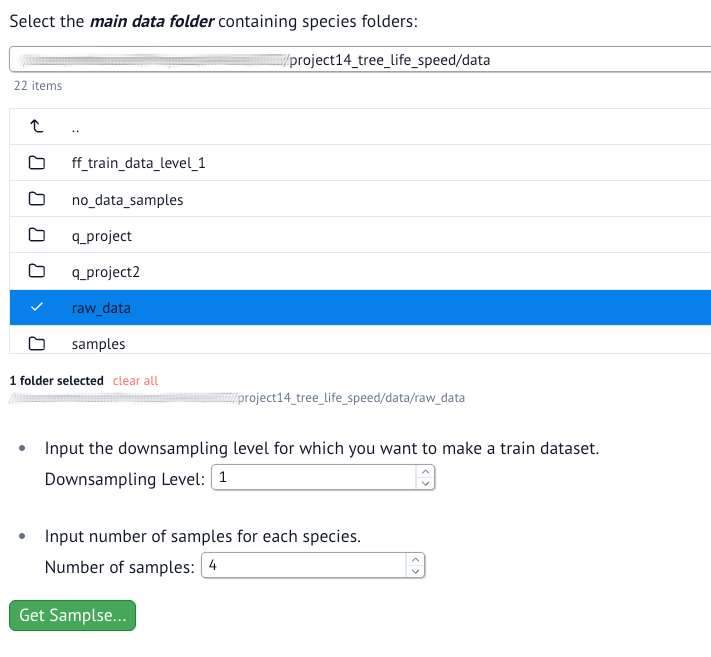 Select the main data folder containing species folders:
/project14_tree_life_speed/data
22 items
..
ff_train_data_level_1
no_data_samples
q_project
q_project2
raw_data
samples
1 folder selected clear all
project14_tree_life_speed/data/raw_data
Input the downsampling level for which you want to make a train dataset.
Downsampling Level: 1
Input number of samples for each species.
Number of samples: 4
Get Samplse...